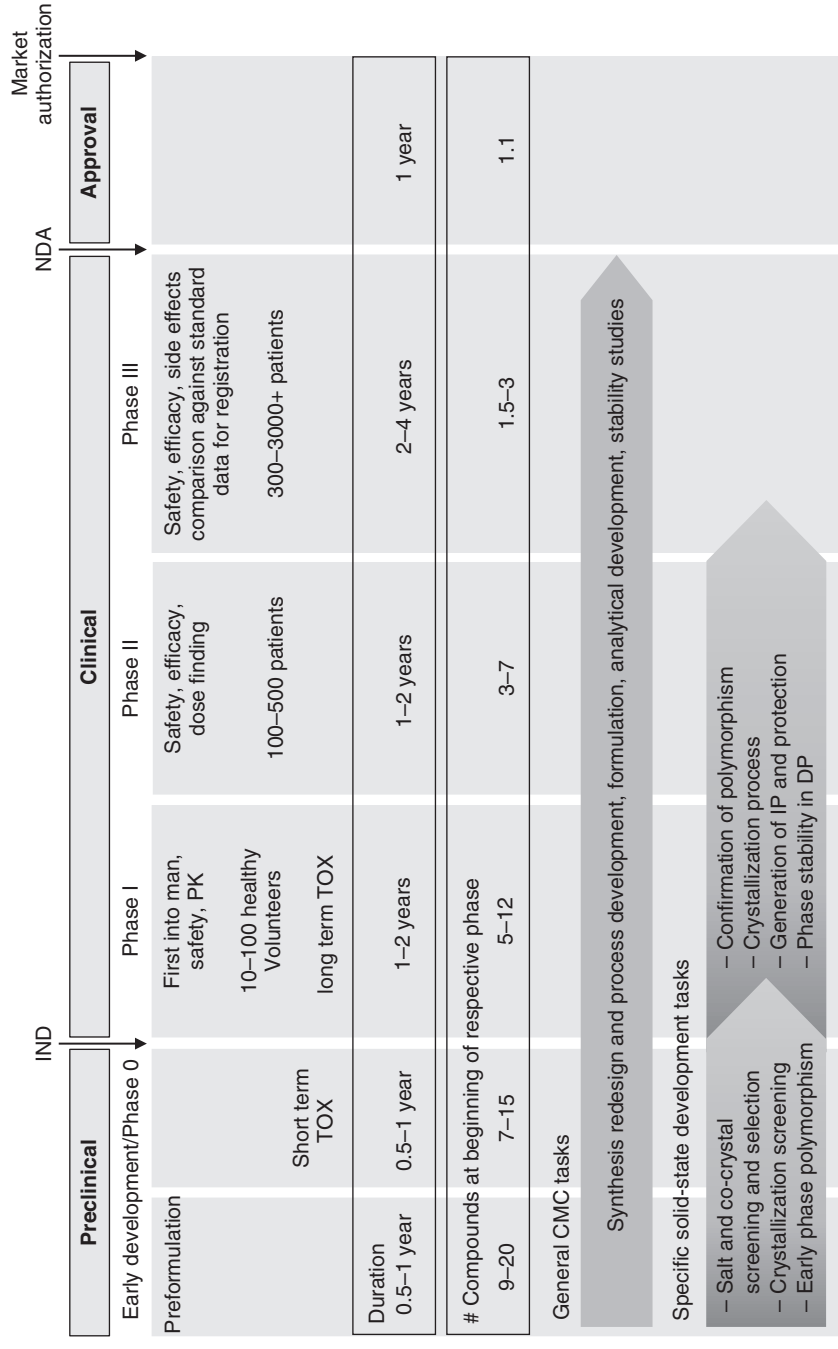 Market
authorization
IND
NDA
Preclinical
Clinical
Approval
Early development/Phase 0
Phase I
Phase II
Phase III
Preformulation
Short term
TOX
First into man,
safety, PK
10–100 healthy
Volunteers
long term TOX
Safety, efficacy,
dose finding
100–500 patients
Safety, efficacy, side effects
comparison against standard
data for registration
300–3000+ patients
Duration
0.5–1 year
0.5–1 year
1–2 years
1–2 years
2–4 years
1 year
# Compounds at beginning of respective phase
9–20
7–15
5–12
3–7
1.5–3
1.1
General CMC tasks
Synthesis redesign and process development, formulation, analytical development, stability studies
Specific solid-state development tasks
– Salt and co-crystal
screening and selection
– Crystallization screening
– Early phase polymorphism
– Confirmation of polymorphism
– Crystallization process
– Generation of IP and protection
– Phase stability in DP